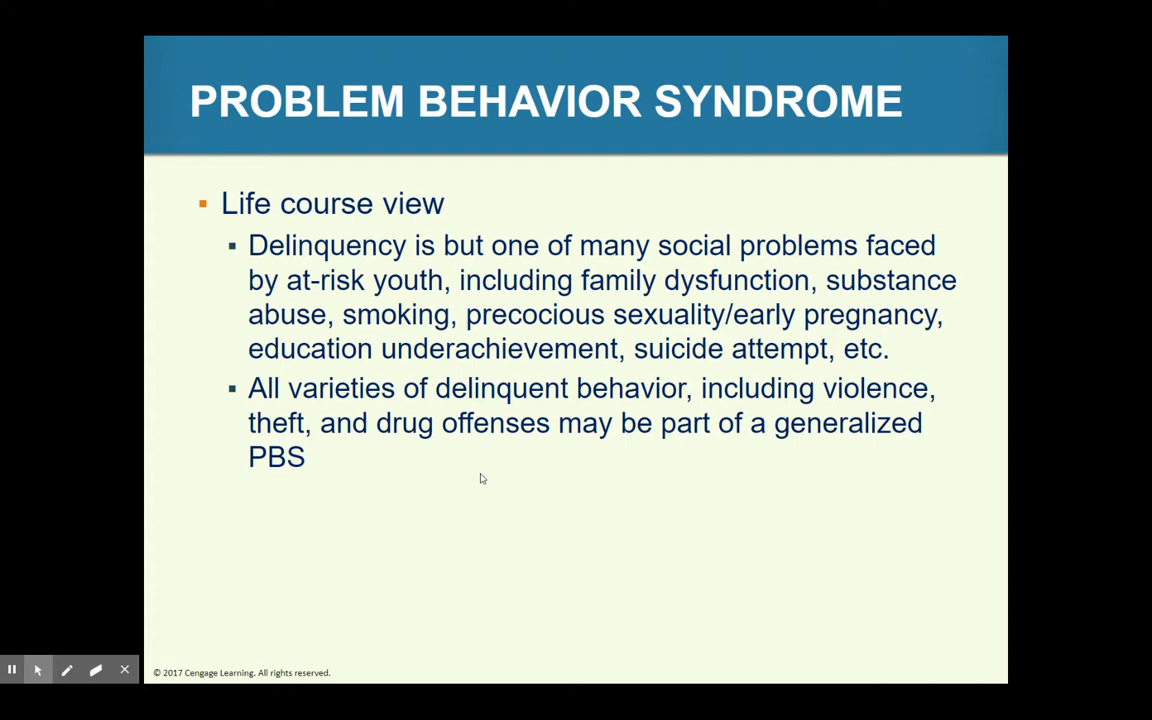 PROBLEM BEHAVIOR SYNDROME
Life course view
Delinquency is but one of many social problems faced
by at-risk youth, including family dysfunction, substance
abuse, smoking, precocious sexuality/early pregnancy,
education underachievement, suicide attempt, etc.
All varieties of delinquent behavior, including violence,
theft, and drug offenses may be part of a generalized
PBS
© 2017 Cengage Learning. All rights reserved.